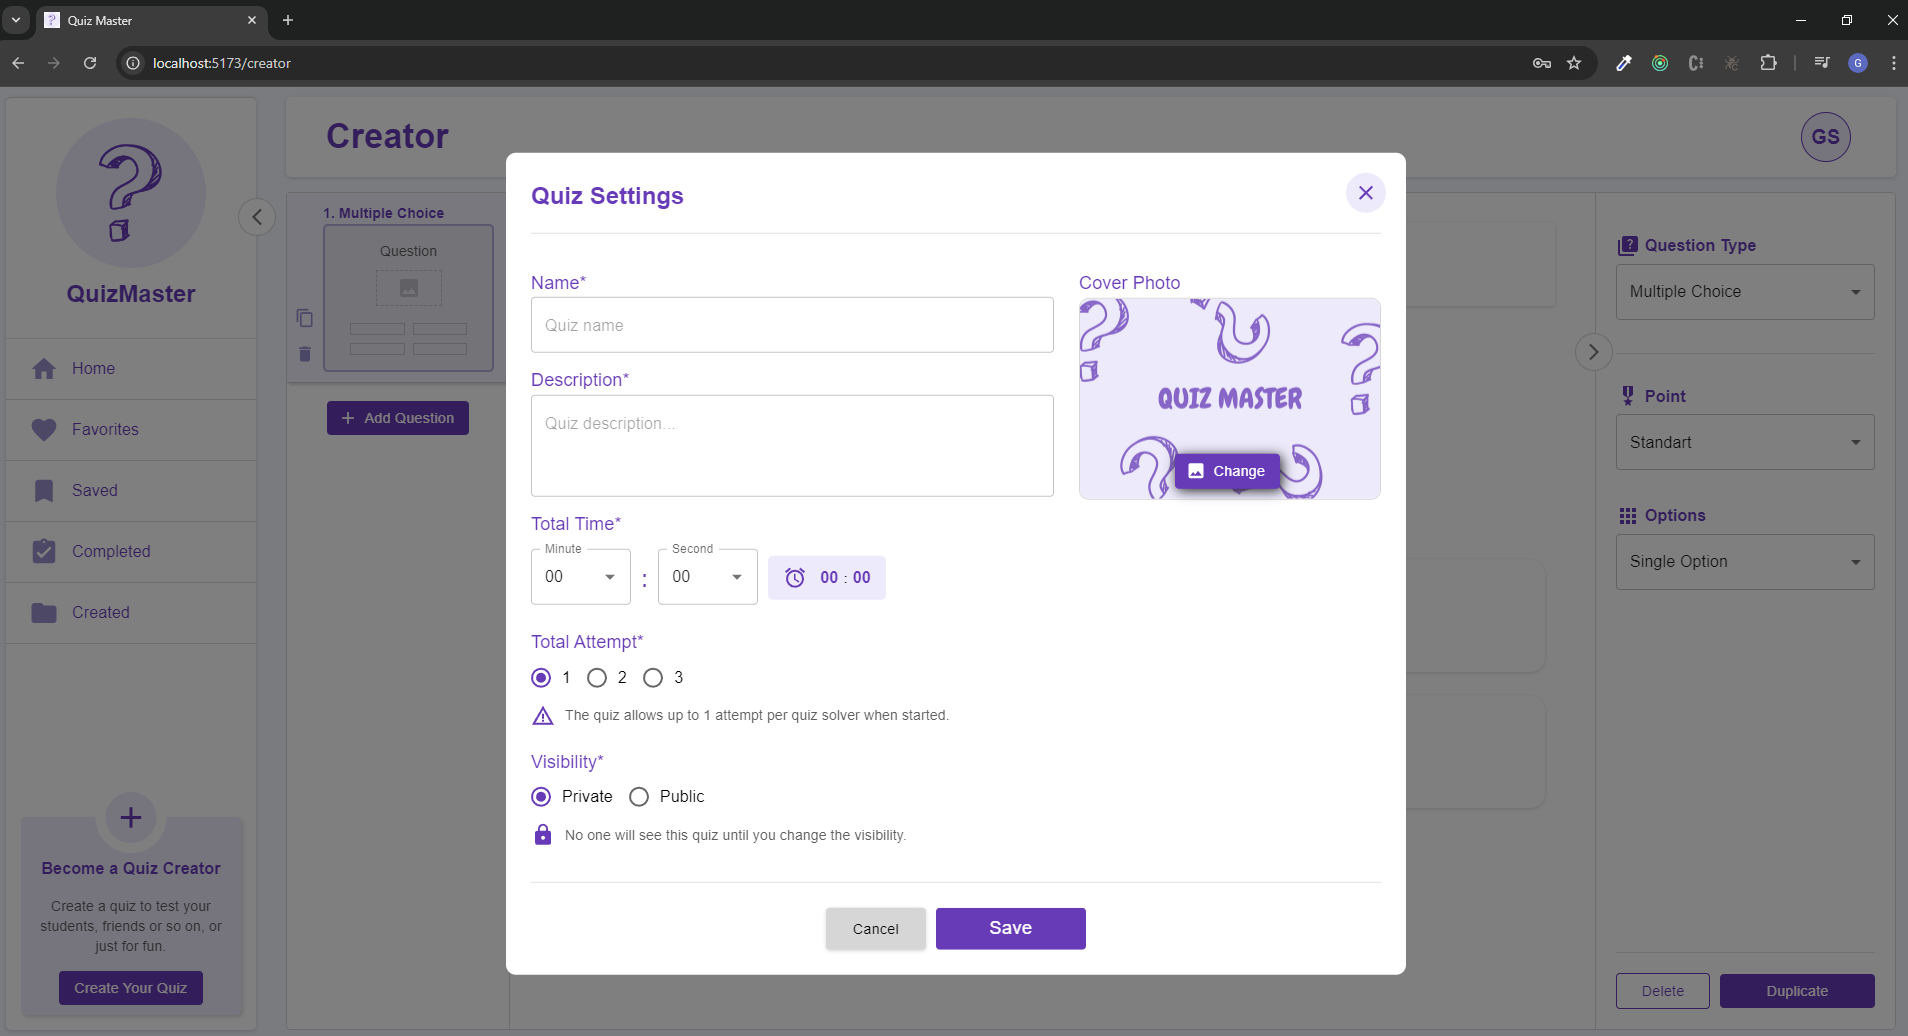 Quiz Master
localhost:5173/creator
G
QuizMaster
Home
Favorites
Saved
Completed
Created
Become a Quiz Creator
Create a quiz to test your
students, friends or so on, or
just for fun.
Create Your Quiz
Creator
GS
1. Multiple Choice
Question
Add Question
Quiz Settings
Name*
Quiz name
Description*
Quiz description...
Cover Photo
QUIZ MASTER
Change
Total Time*
Minute
00
:
Second
00
00 : 00
Total Attempt*
1 2 3
The quiz allows up to 1 attempt per quiz solver when started.
Visibility*
Private Public
No one will see this quiz until you change the visibility.
Cancel Save
Question Type
Multiple Choice
Point
Standart
Options
Single Option
Delete Duplicate